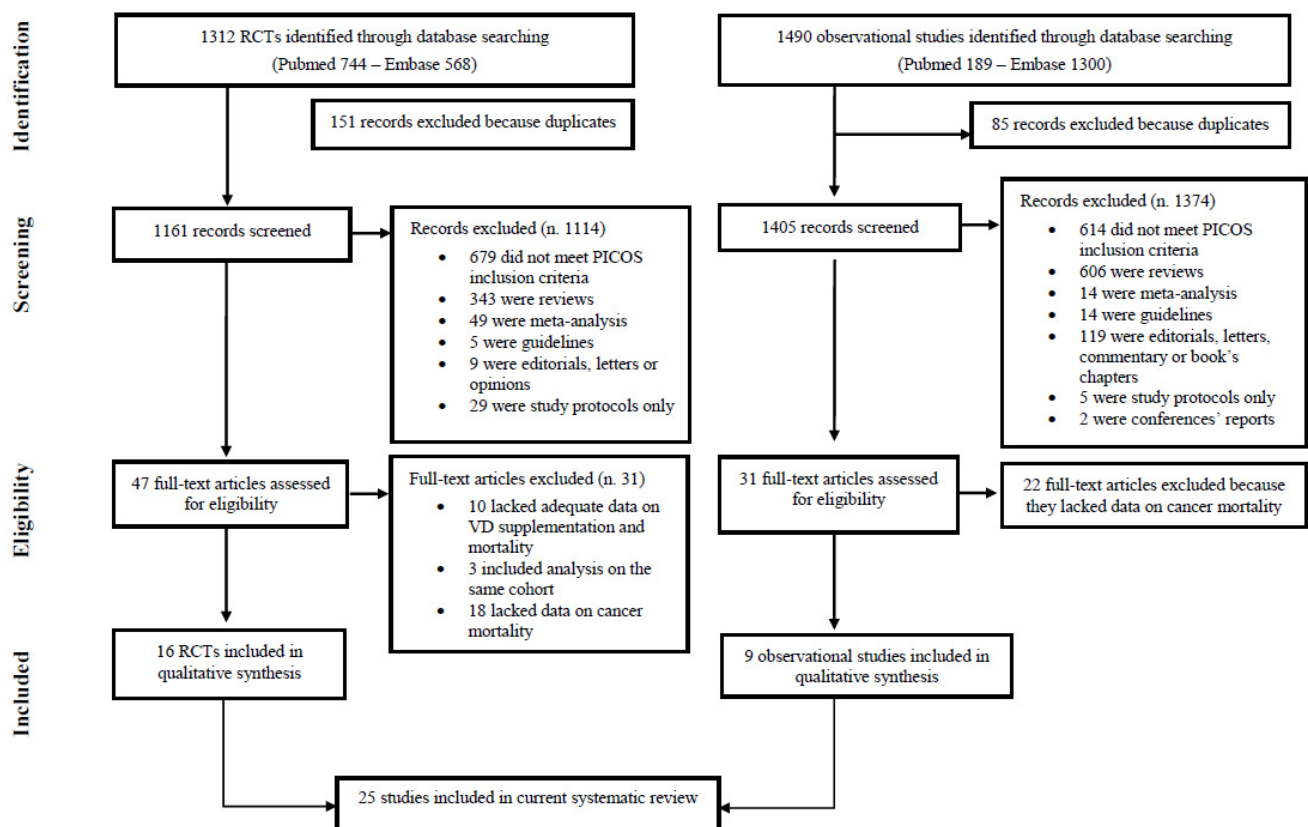 Identification
1312 RCTs identified through database searching
(Pubmed 744 – Embase 568)
1490 observational studies identified through database searching
(Pubmed 189 – Embase 1300)
151 records excluded because duplicates
85 records excluded because duplicates
Screening
1161 records screened
Records excluded (n. 1114)
• 679 did not meet PICOS
inclusion criteria
• 343 were reviews
• 49 were meta-analysis
• 5 were guidelines
• 9 were editorials, letters or
opinions
• 29 were study protocols only
1405 records screened
Records excluded (n. 1374)
• 614 did not meet PICOS
inclusion criteria
• 606 were reviews
• 14 were meta-analysis
• 14 were guidelines
• 119 were editorials, letters,
commentary or book's
chapters
• 5 were study protocols only
• 2 were conferences' reports
Eligibility
47 full-text articles assessed
for eligibility
Full-text articles excluded (n. 31)
• 10 lacked adequate data on
VD supplementation and
mortality
• 3 included analysis on the
same cohort
• 18 lacked data on cancer
mortality
31 full-text articles assessed
for eligibility
22 full-text articles excluded because
they lacked data on cancer mortality
Included
16 RCTs included in
qualitative synthesis
9 observational studies included in
qualitative synthesis
25 studies included in current systematic review